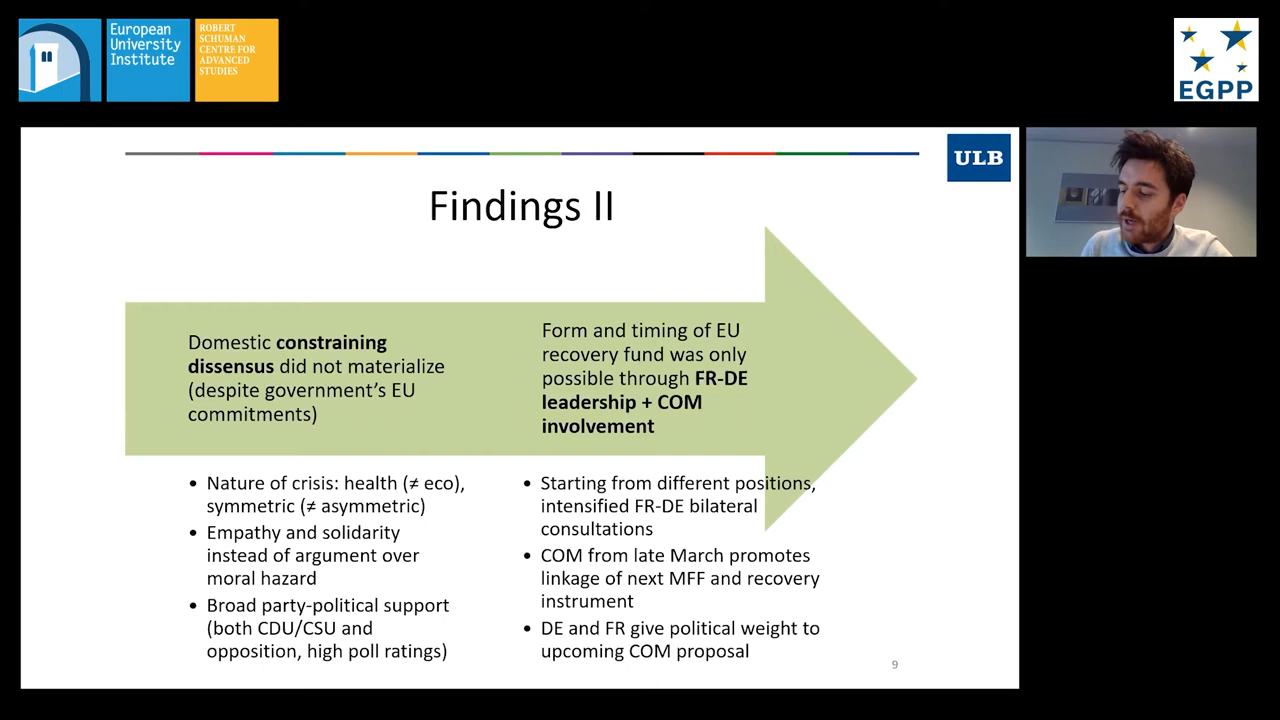 European
University
Institute
ROBERT
SCHUMAN
CENTRE FOR
ADVANCED
STUDIES
EGPP
ULB
Findings II
Domestic constraining
dissensus did not materialize
(despite government's EU
commitments)
Form and timing of EU
recovery fund was only
possible through FR-DE
leadership + COM
involvement
• Nature of crisis: health (≠ eco),
symmetric (≠ asymmetric)
• Empathy and solidarity
instead of argument over
moral hazard
• Broad party-political support
(both CDU/CSU and
opposition, high poll ratings)
• Starting from different positions,
intensified FR-DE bilateral
consultations
• COM from late March promotes
linkage of next MFF and recovery
instrument
• DE and FR give political weight to
upcoming COM proposal
9